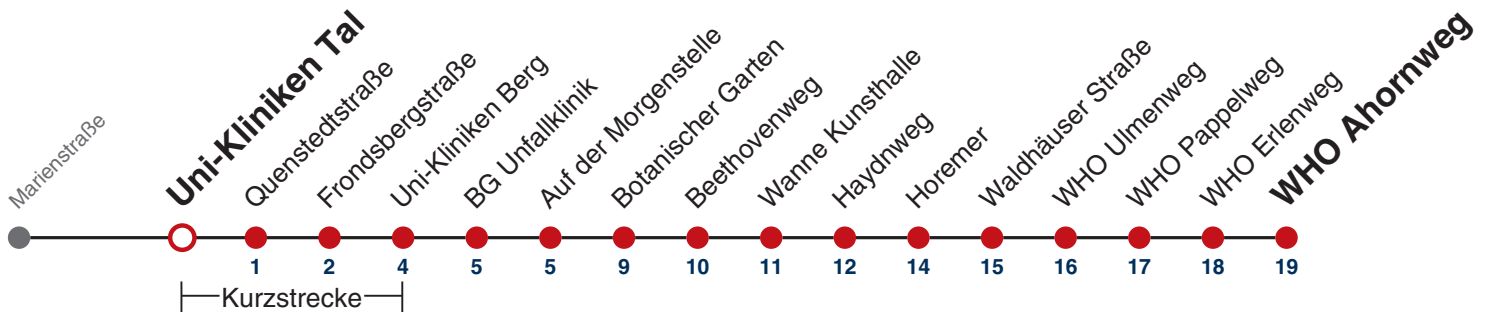 Marienstraße
Uni-Kliniken Tal
Quenstedtstraße
Frondsbergstraße
Uni-Kliniken Berg
BG Unfallklinik
Auf der Morgenstelle
Botanischer Garten
Beethovenweg
Wanne Kunsthalle
Haydnweg
Horemer
Waldhäuser Straße
WHO Ulmenweg
WHO Pappelweg
WHO Erlenweg
WHO Ahornweg
1 2 4 5 5 9 10 11 12 14 15 16 17 18 19
Kurzstrecke